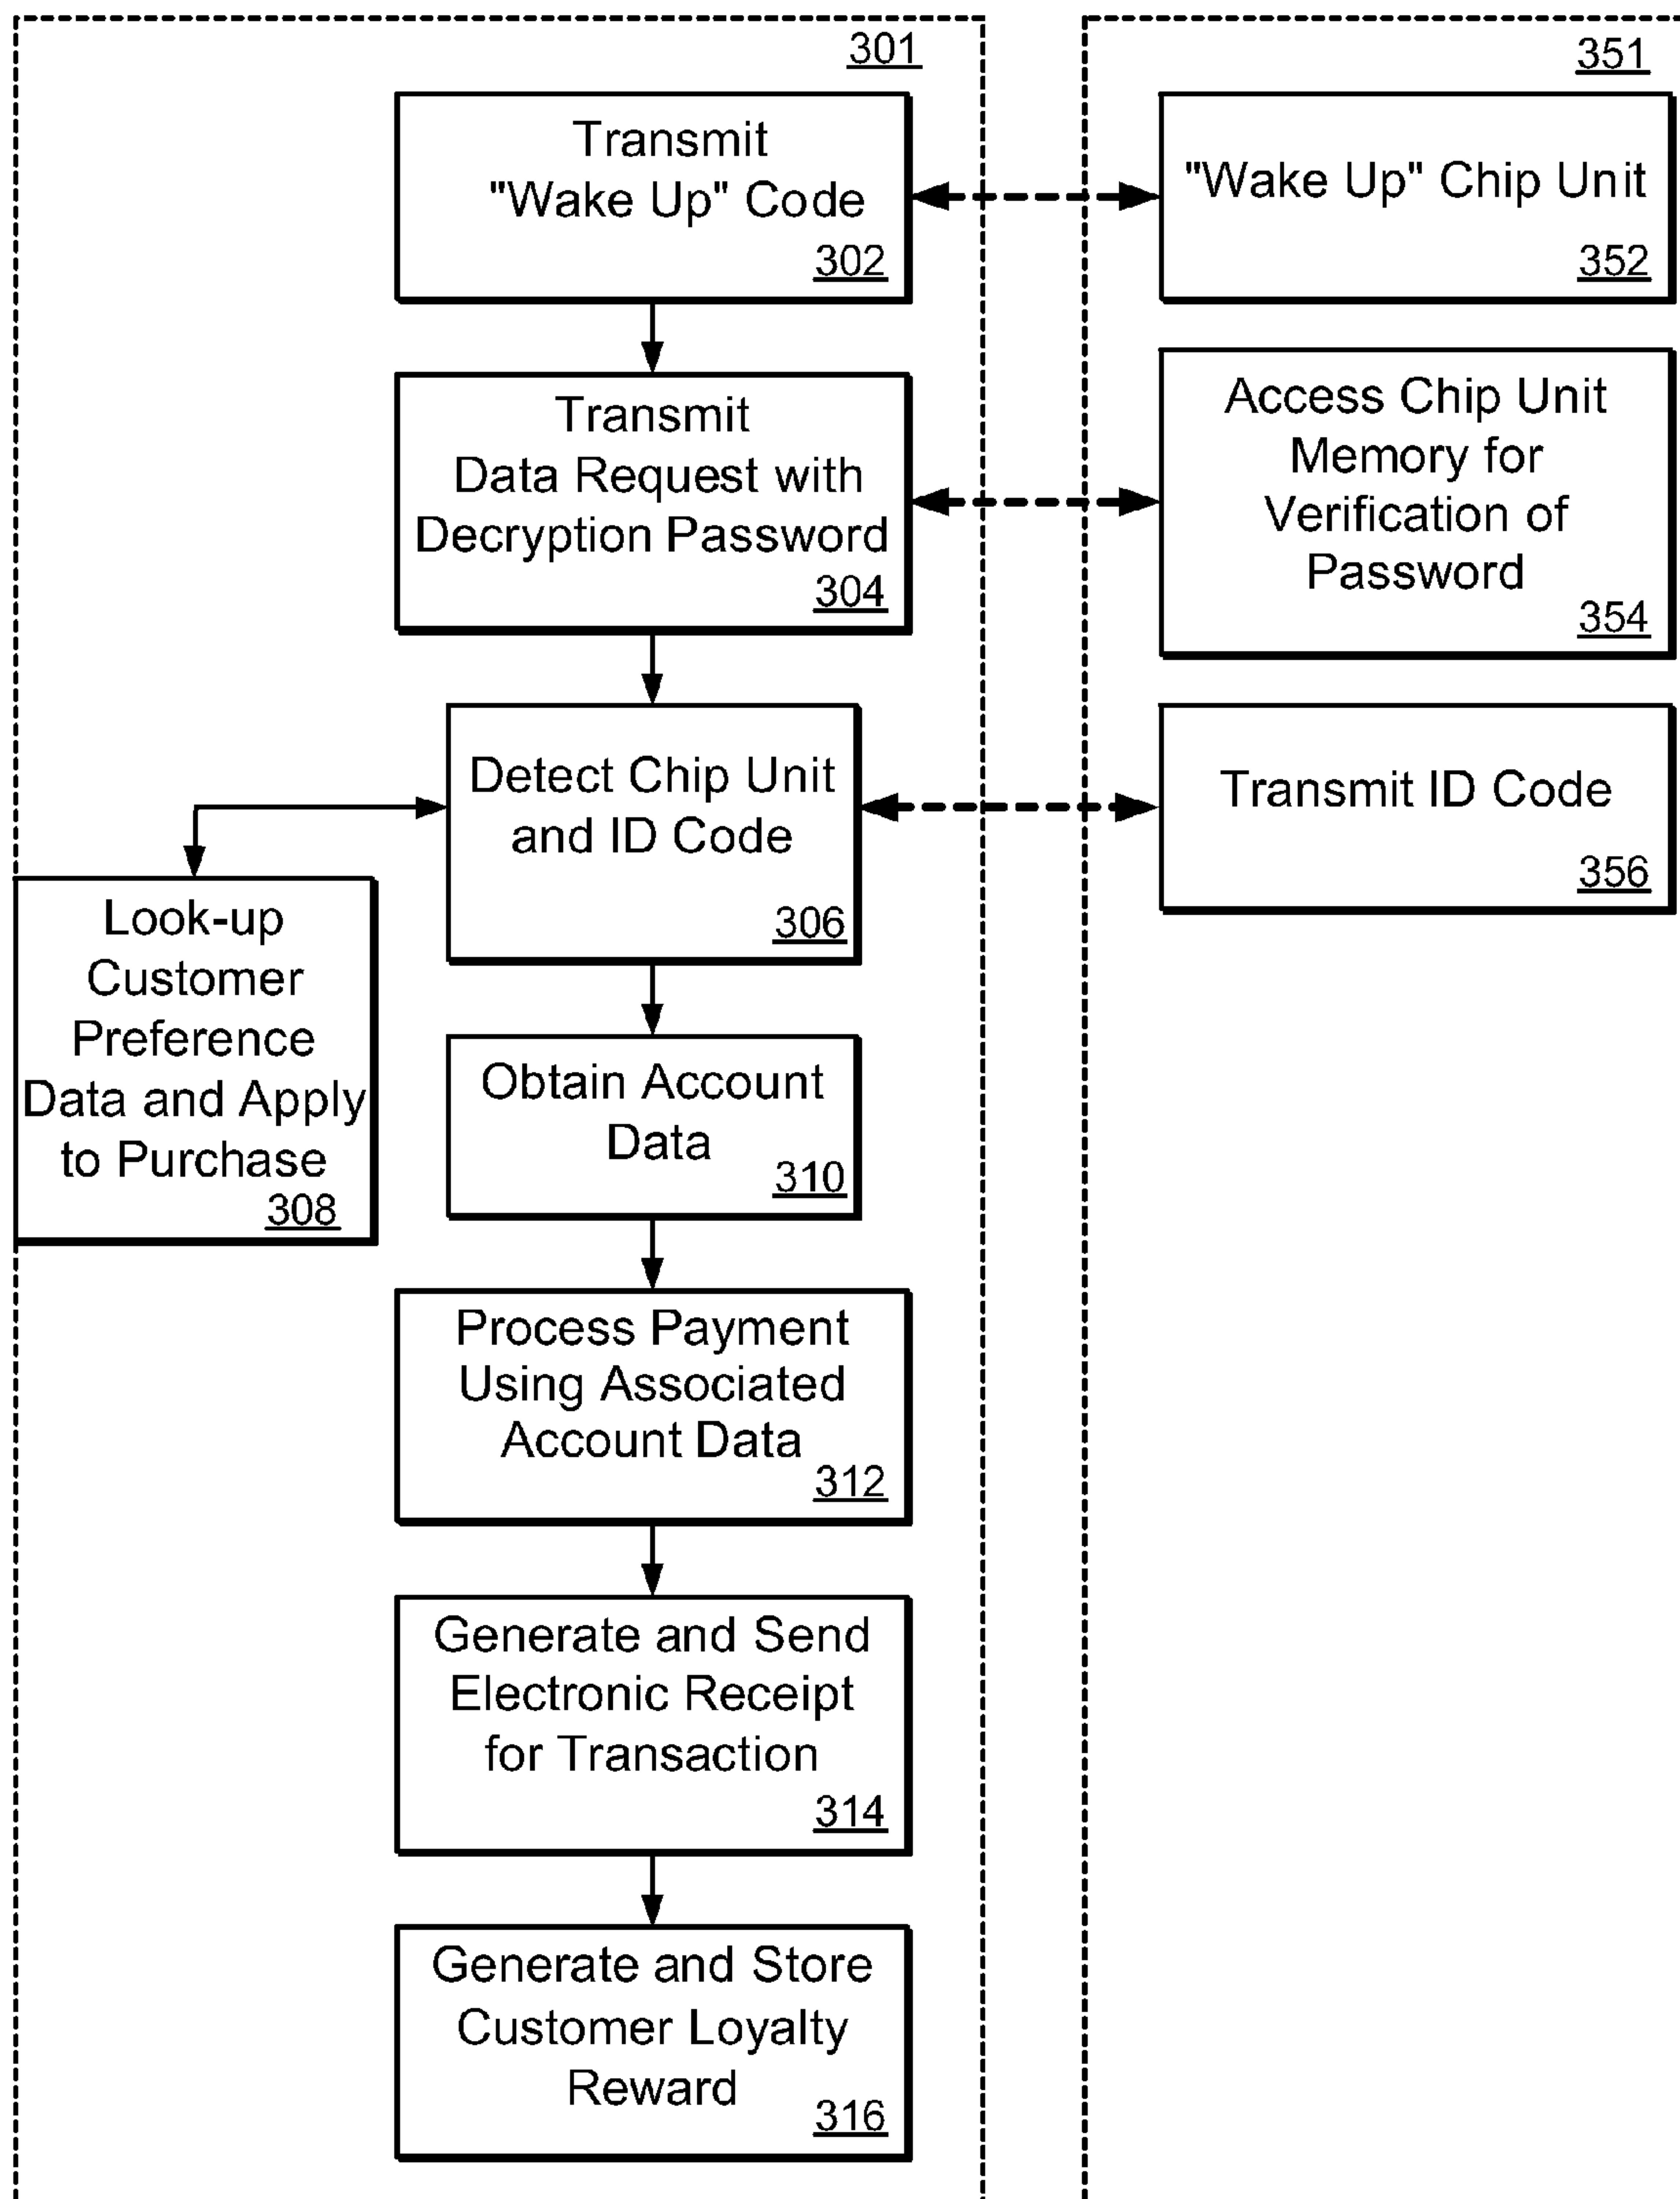 301
Transmit
"Wake Up" Code
302
Transmit
Data Request with
Decryption Password
304
Detect Chip Unit
and ID Code
306
Look-up
Customer
Preference
Data and Apply
to Purchase
308
Obtain Account
Data
310
Process Payment
Using Associated
Account Data
312
Generate and Send
Electronic Receipt
for Transaction
314
Generate and Store
Customer Loyalty
Reward
316
351
"Wake Up" Chip Unit
352
Access Chip Unit
Memory for
Verification of
Password
354
Transmit ID Code
356